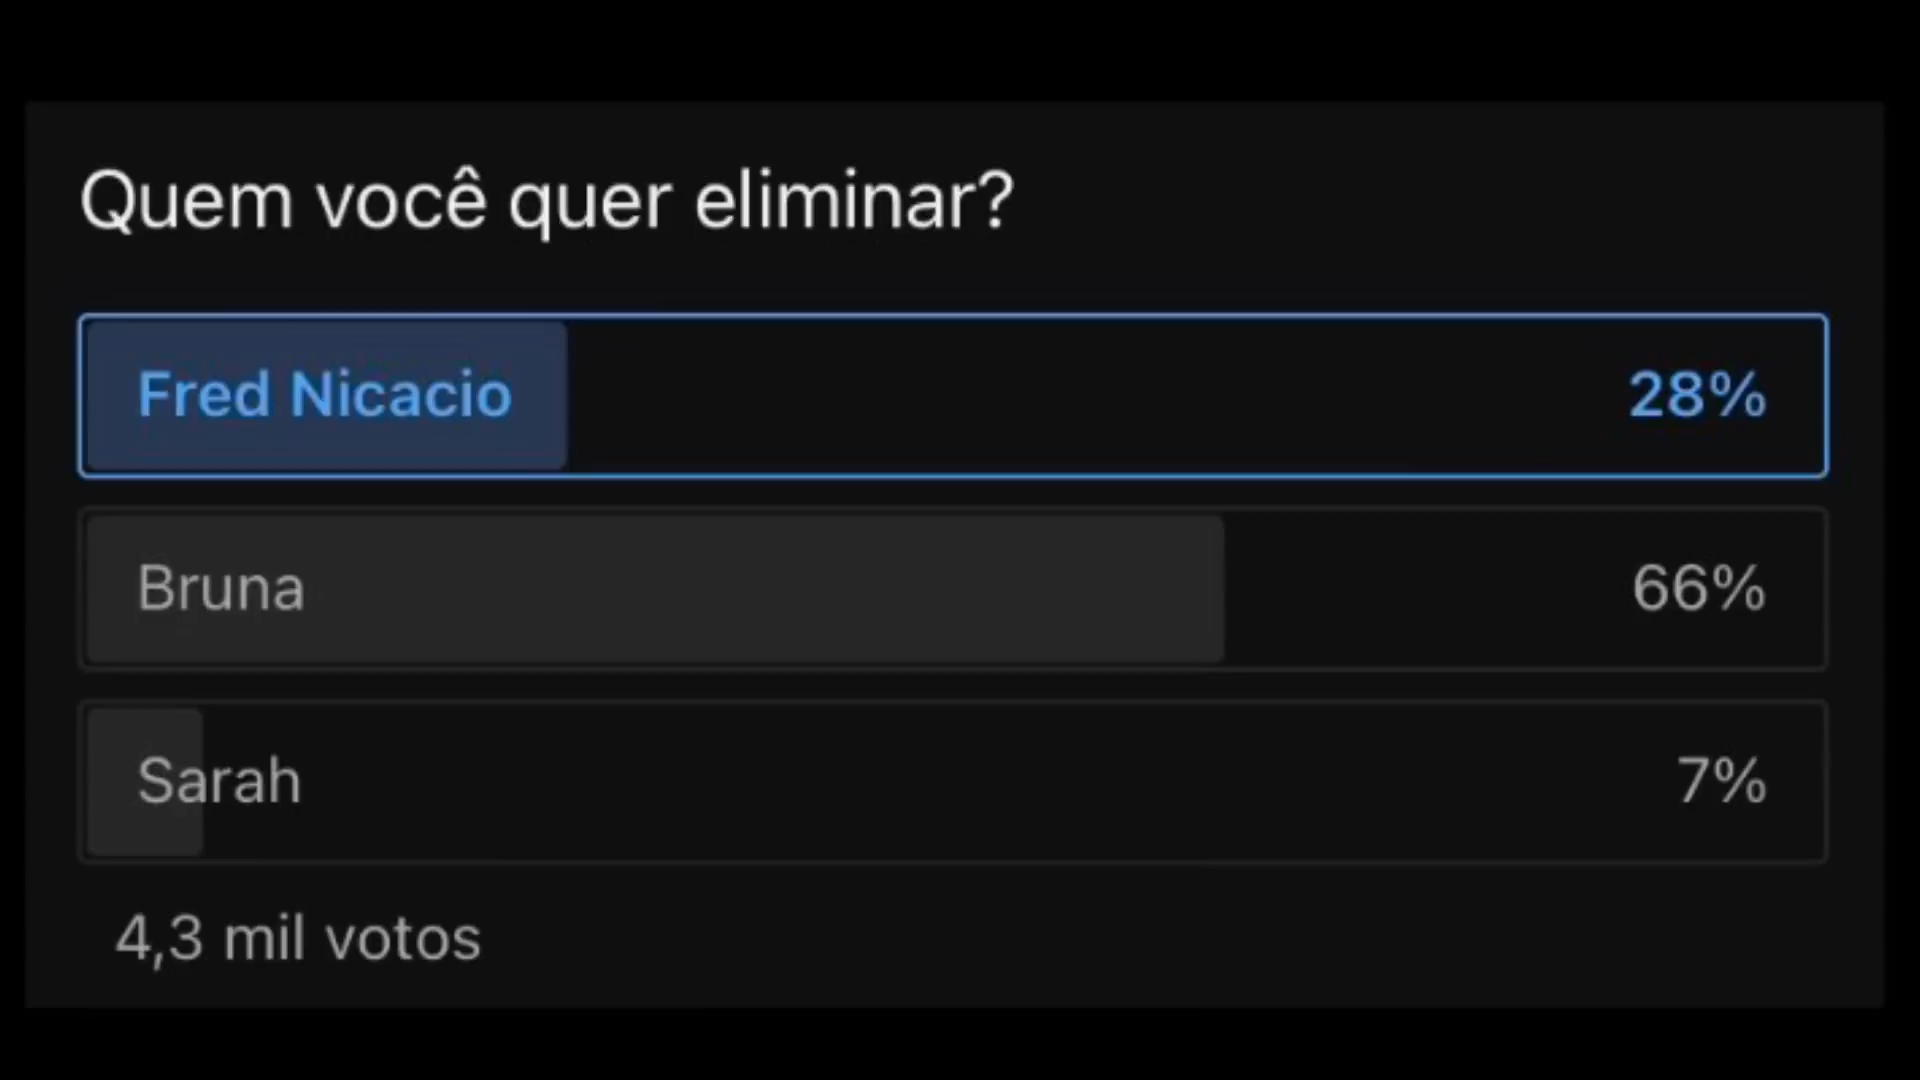 Quem você quer eliminar?
Fred Nicacio 28%
Bruna 66%
Sarah 7%
4,3 mil votos